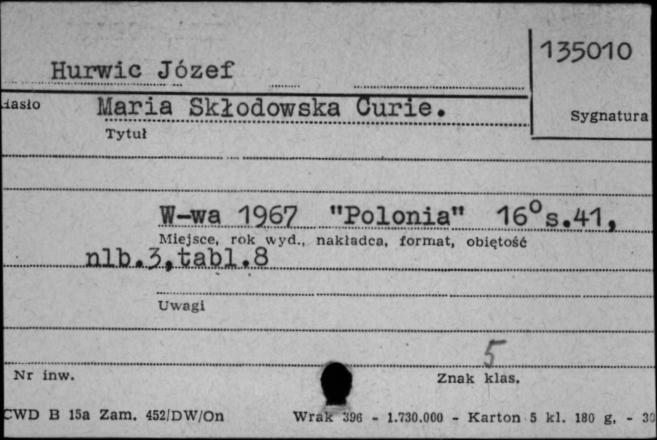 135010
Hurwic Józef
Hasło Maria Skłodowska Curie. Sygnatura
Tytuł
W-wa 1967 "Polonia" 16° s.41,
Miejsce, rok wyd., nakładca, format, objętość
nlb.3,tabl.8
Uwagi
5
Nr inw. Znak klas.
CWD B 15a Zam. 452/DW/On Wrak 396 - 1.730.000 - Karton 5 kl. 180 g. - 30